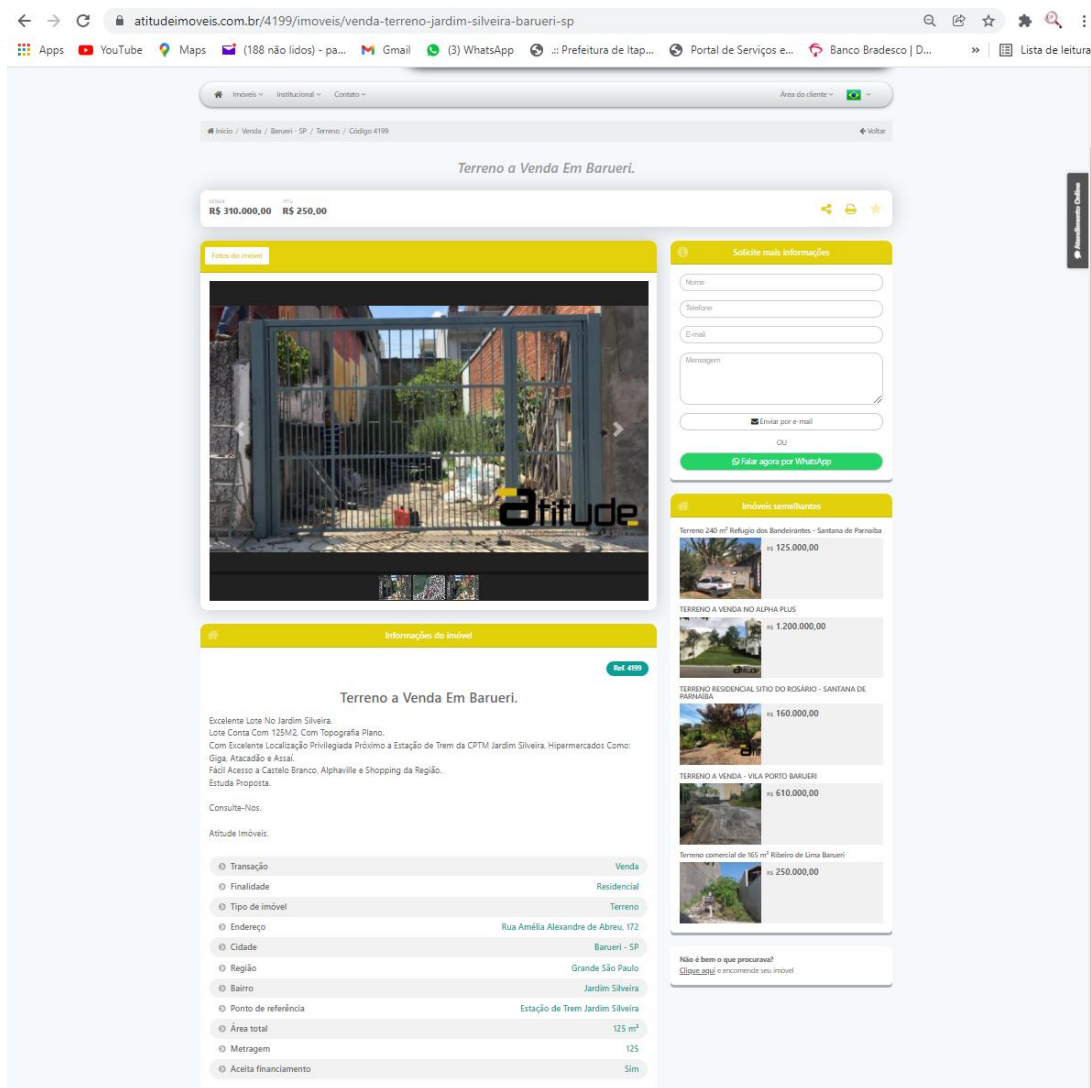 atitudeimoveis.com.br/4199/imoveis/venda-terreno-jardim-silveira-barueri-sp
Apps YouTube Maps (188 não lidos) - pa... Gmail (3) WhatsApp .:: Prefeitura de Itap... Portal de Serviços e... Banco Bradesco | D... » Lista de leitura
Imóveis Institucional Contato Área do cliente
Início / Venda / Barueri - SP / Terreno / Código 4199 Voltar
Terreno a Venda Em Barueri.
VENDA IPTU
R$ 310.000,00 R$ 250,00
Atendimento Online
Fotos do imóvel
atitude
Informações do imóvel
Ref. 4199
Terreno a Venda Em Barueri.
Excelente Lote No Jardim Silveira.
Lote Conta Com 125M2, Com Topografia Plano.
Com Excelente Localização Privilegiada Próximo a Estação de Trem da CPTM Jardim Silveira, Hipermercados Como:
Giga, Atacadão e Assaí.
Fácil Acesso a Castelo Branco, Alphaville e Shopping da Região.
Estuda Proposta.
Consulte-Nos.
Atitude Imóveis.
Transação Venda
Finalidade Residencial
Tipo de imóvel Terreno
Endereço Rua Amélia Alexandre de Abreu, 172
Cidade Barueri - SP
Região Grande São Paulo
Bairro Jardim Silveira
Ponto de referência Estação de Trem Jardim Silveira
Área total 125 m²
Metragem 125
Aceita financiamento Sim
Solicite mais informações
Nome
Telefone
E-mail
Mensagem
Enviar por e-mail
OU
Falar agora por WhatsApp
Imóveis semelhantes
Terreno 240 m² Refugio dos Bandeirantes - Santana de Parnaíba
R$ 125.000,00
TERRENO A VENDA NO ALPHA PLUS
R$ 1.200.000,00
TERRENO RESIDENCIAL SITIO DO ROSÁRIO - SANTANA DE
PARNAÍBA
R$ 160.000,00
TERRENO A VENDA - VILA PORTO BARUERI
R$ 610.000,00
Terreno comercial de 165 m² Ribeiro de Lima Barueri
R$ 250.000,00
Não é bem o que procurava?
Clique aqui e encomende seu imóvel